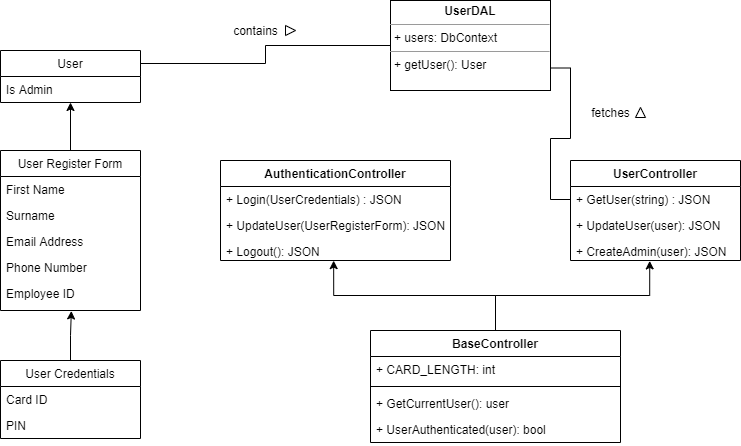 UserDAL
+ users: DbContext
+ getUser(): User
contains
User
Is Admin
fetches
User Register Form
First Name
Surname
Email Address
Phone Number
Employee ID
AuthenticationController
+ Login(UserCredentials) : JSON
+ UpdateUser(UserRegisterForm): JSON
+ Logout(): JSON
UserController
+ GetUser(string) : JSON
+ UpdateUser(user): JSON
+ CreateAdmin(user): JSON
User Credentials
Card ID
PIN
BaseController
+ CARD_LENGTH: int
+ GetCurrentUser(): user
+ UserAuthenticated(user): bool